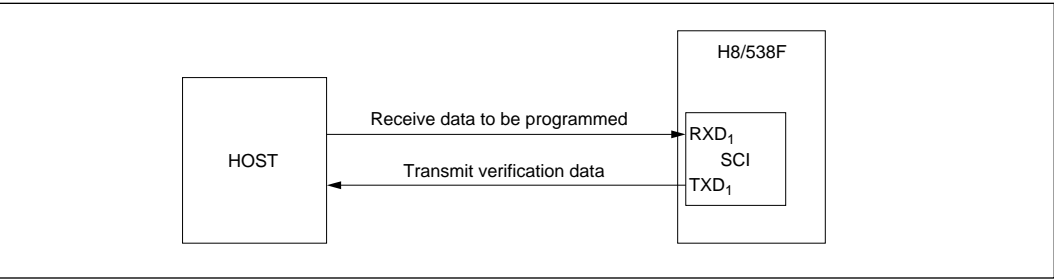 H8/538F
Receive data to be programmed
RXD₁
HOST
SCI
Transmit verification data
TXD₁